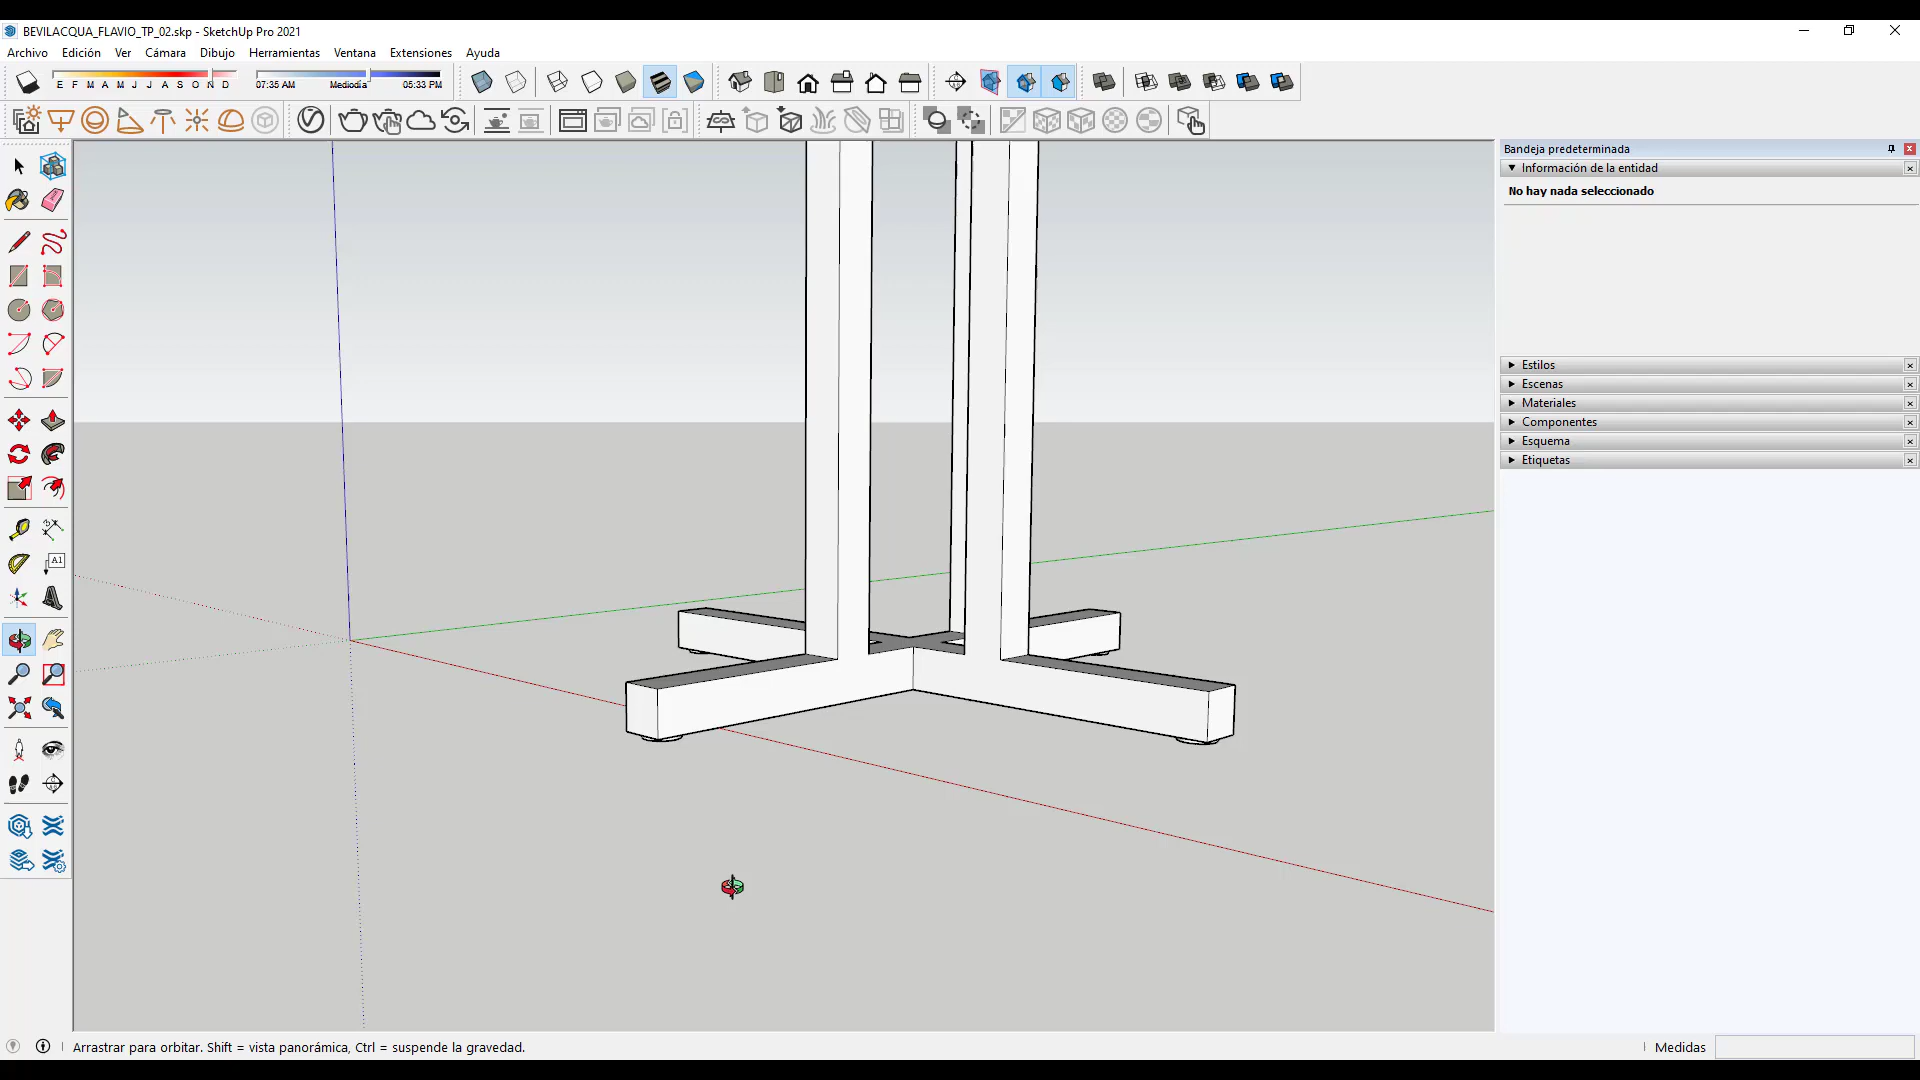 BEVILACQUA_FLAVIO_TP_02.skp - SketchUp Pro 2021
Archivo Edición Ver Cámara Dibujo Herramientas Ventana Extensiones Ayuda
E F M A M J J A S O N D 07:35 AM Mediodía 05:33 PM
Bandeja predeterminada
Información de la entidad
No hay nada seleccionado
Estilos
Escenas
Materiales
Componentes
Esquema
Etiquetas
A1
Arrastrar para orbitar. Shift = vista panorámica, Ctrl = suspende la gravedad.
Medidas